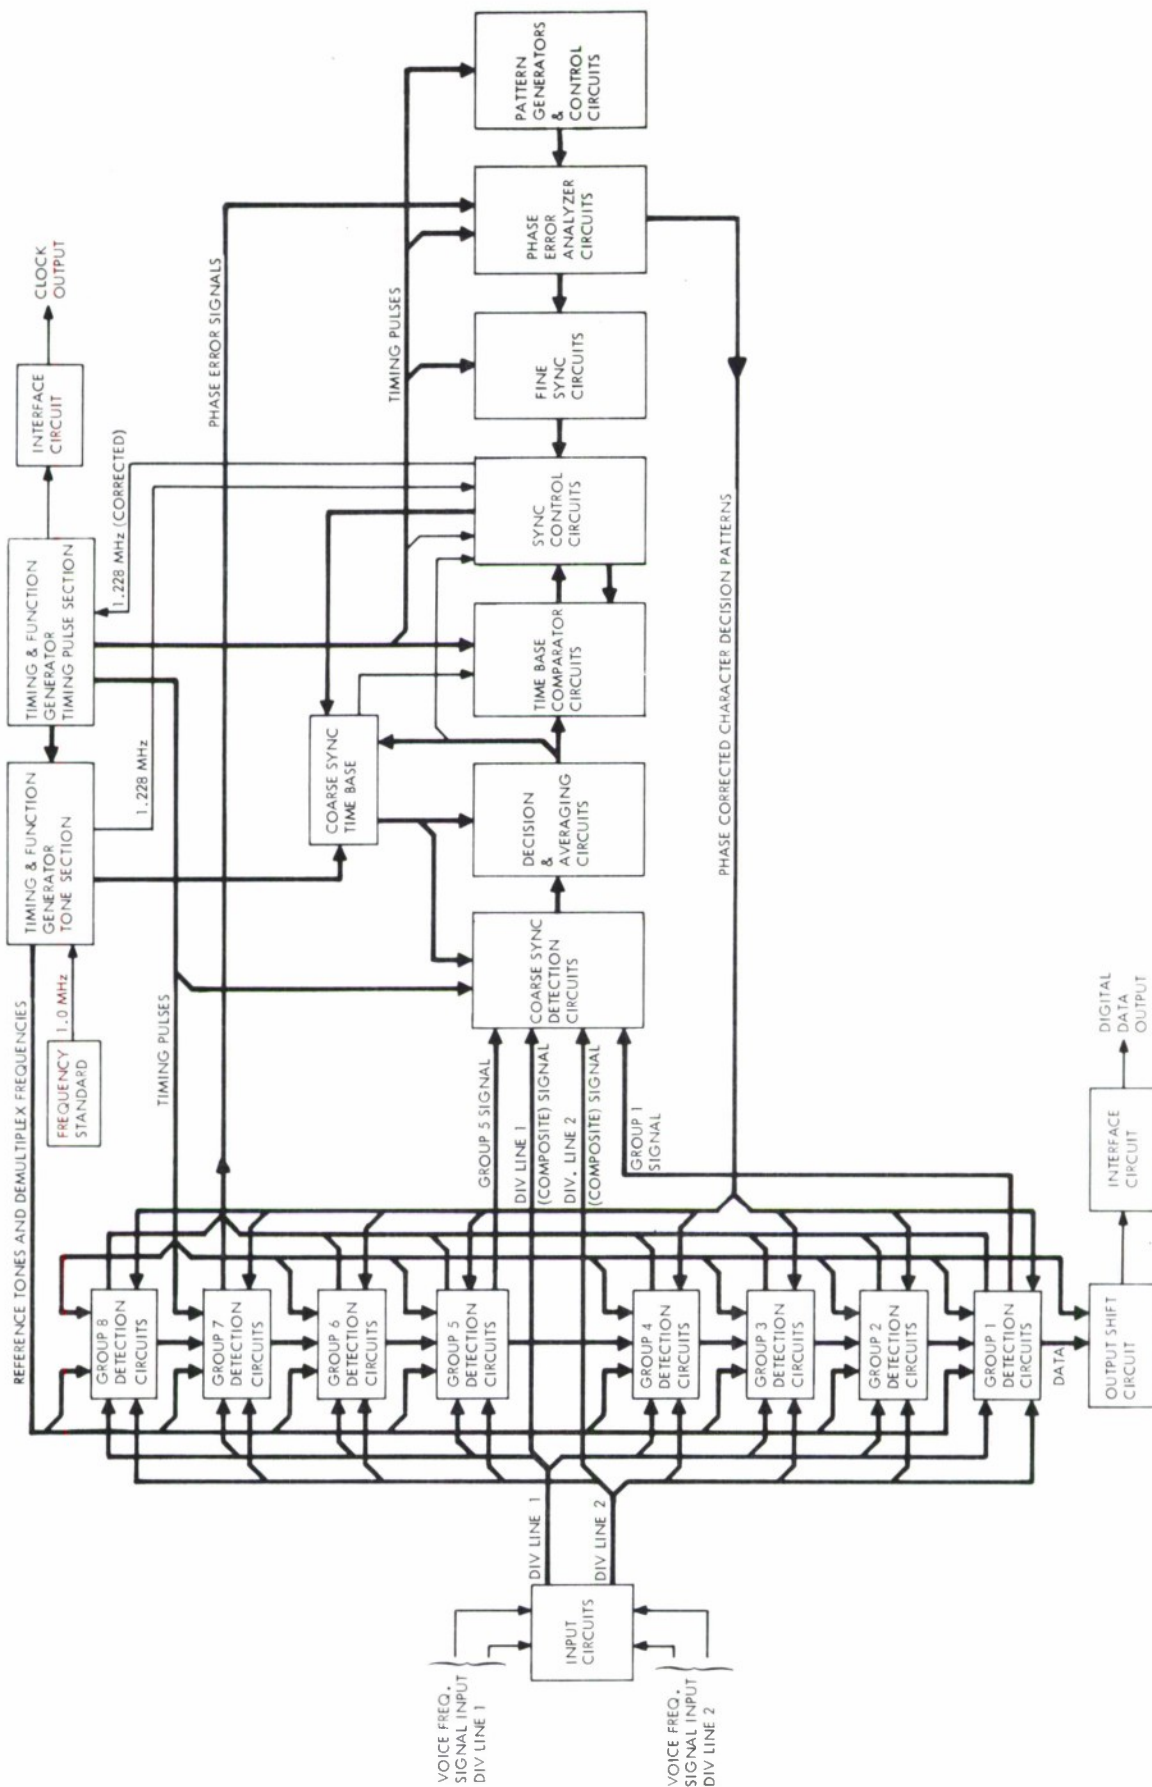 VOICE FREQ.
SIGNAL INPUT
DIV LINE 1
VOICE FREQ.
SIGNAL INPUT
DIV LINE 2
INPUT
CIRCUITS
DIV LINE 1
DIV LINE 2
REFERENCE TONES AND DEMULTIPLEX FREQUENCIES
GROUP 8
DETECTION
CIRCUITS
GROUP 7
DETECTION
CIRCUITS
GROUP 6
DETECTION
CIRCUITS
GROUP 5
DETECTION
CIRCUITS
GROUP 4
DETECTION
CIRCUITS
GROUP 3
DETECTION
CIRCUITS
GROUP 2
DETECTION
CIRCUITS
GROUP 1
DETECTION
CIRCUITS
DATA
OUTPUT SHIFT
CIRCUIT
INTERFACE
CIRCUIT
DIGITAL
DATA
OUTPUT
FREQUENCY
STANDARD
1.0 MHz
TIMING PULSES
GROUP 5 SIGNAL
DIV LINE 1
(COMPOSITE) SIGNAL
DIV. LINE 2
(COMPOSITE) SIGNAL
GROUP 1
SIGNAL
TIMING & FUNCTION
GENERATOR
TONE SECTION
TIMING & FUNCTION
GENERATOR
TIMING PULSE SECTION
INTERFACE
CIRCUIT
CLOCK
OUTPUT
1.228 MHz
1.228 MHz (CORRECTED)
PHASE ERROR SIGNALS
TIMING PULSES
COARSE SYNC
TIME BASE
COARSE SYNC
DETECTION
CIRCUITS
DECISION
&
AVERAGING
CIRCUITS
TIME BASE
COMPARATOR
CIRCUITS
SYNC
CONTROL
CIRCUITS
FINE
SYNC
CIRCUITS
PHASE
ERROR
ANALYZER
CIRCUITS
PATTERN
GENERATORS
&
CONTROL
CIRCUITS
PHASE CORRECTED CHARACTER DECISION PATTERNS